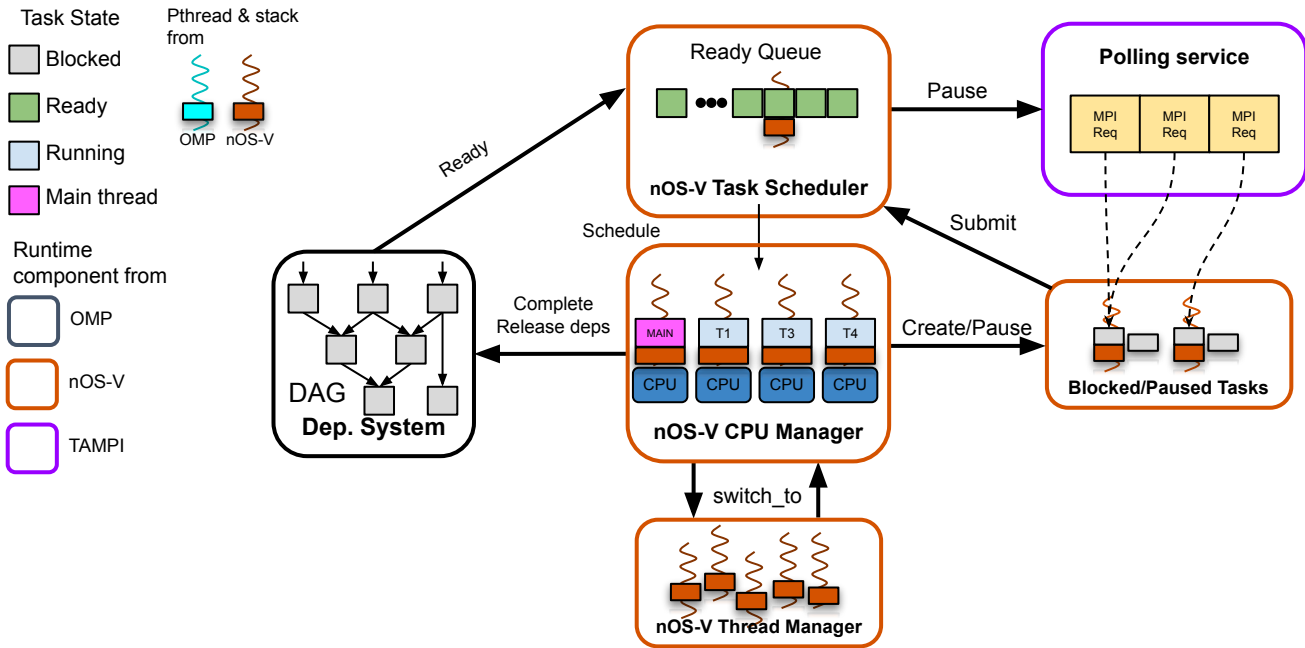 Task State
Blocked
Ready
Running
Main thread
Pthread & stack
from
OMP
nOS-V
Runtime
component from
OMP
nOS-V
TAMPI
Ready Queue
nOS-V Task Scheduler
Pause
Polling service
MPI
Req
MPI
Req
MPI
Req
Ready
Schedule
Submit
DAG
Dep. System
Complete
Release deps
MAIN
T1
T3
T4
CPU
CPU
CPU
CPU
nOS-V CPU Manager
Create/Pause
Blocked/Paused Tasks
switch_to
nOS-V Thread Manager